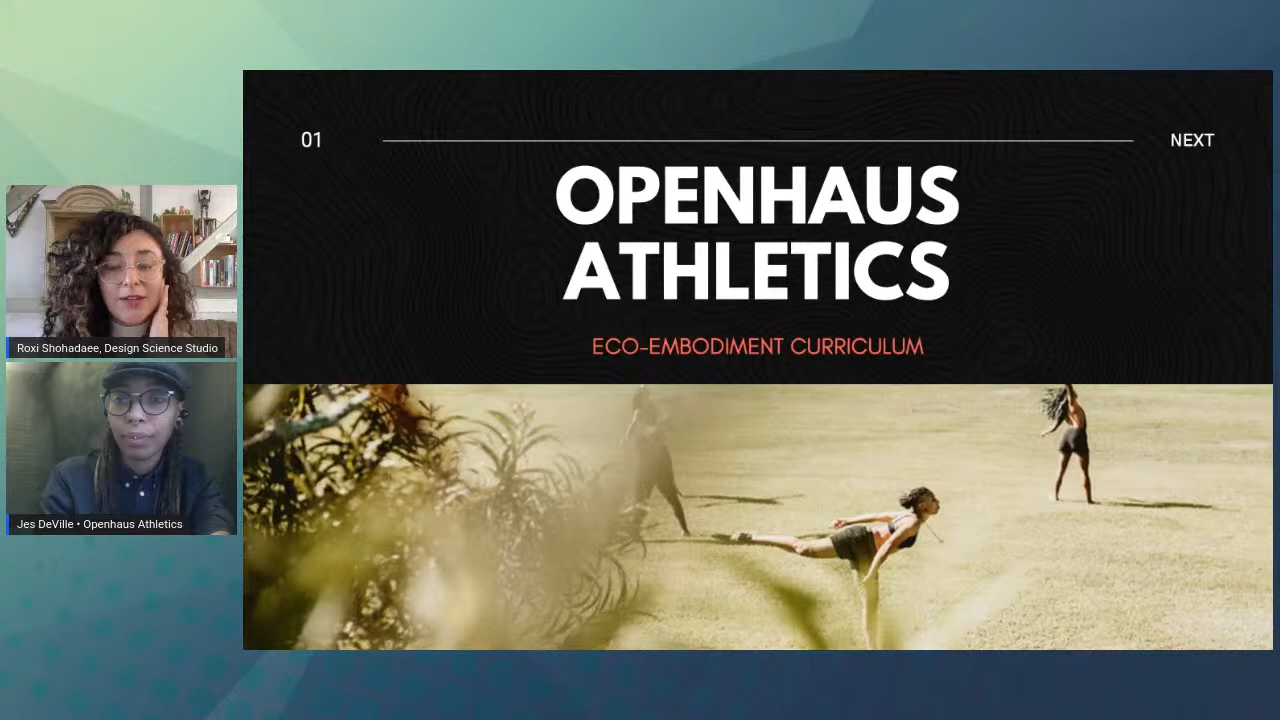 01
NEXT
OPENHAUS
ATHLETICS
ECO-EMBODIMENT CURRICULUM
Roxi Shohadaee, Design Science Studio
Jes DeVille • Openhaus Athletics